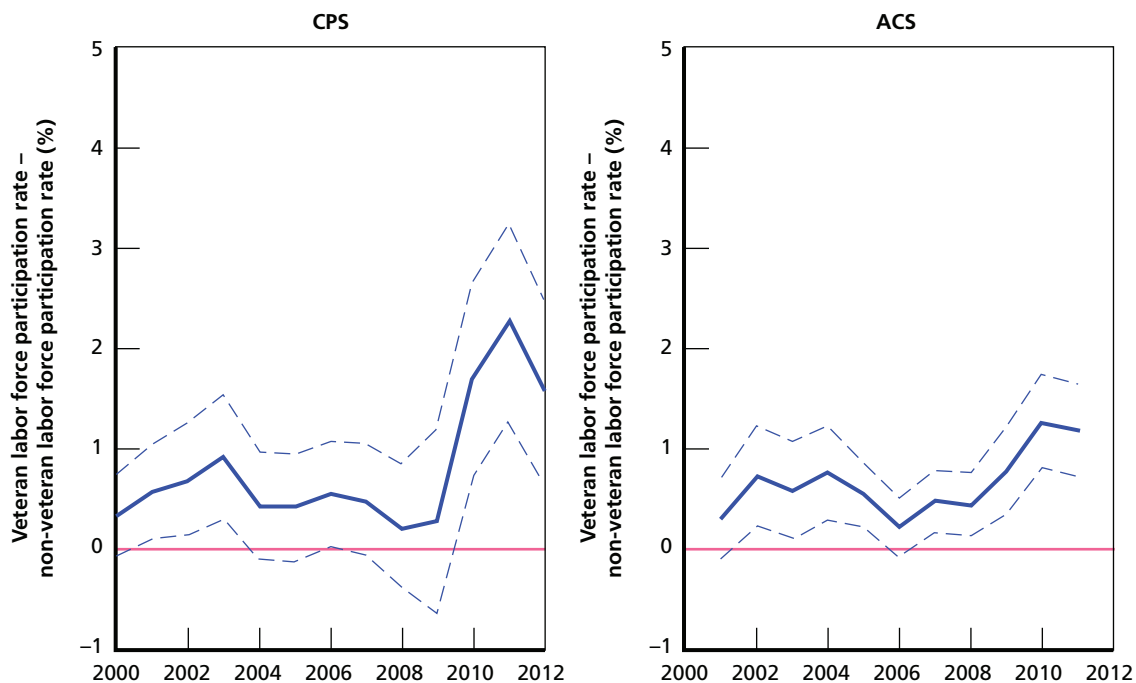 CPS
Veteran labor force participation rate –
non-veteran labor force participation rate (%)
5
4
3
2
1
0
–1
2000 2002 2004 2006 2008 2010 2012
ACS
Veteran labor force participation rate –
non-veteran labor force participation rate (%)
5
4
3
2
1
0
–1
2000 2002 2004 2006 2008 2010 2012